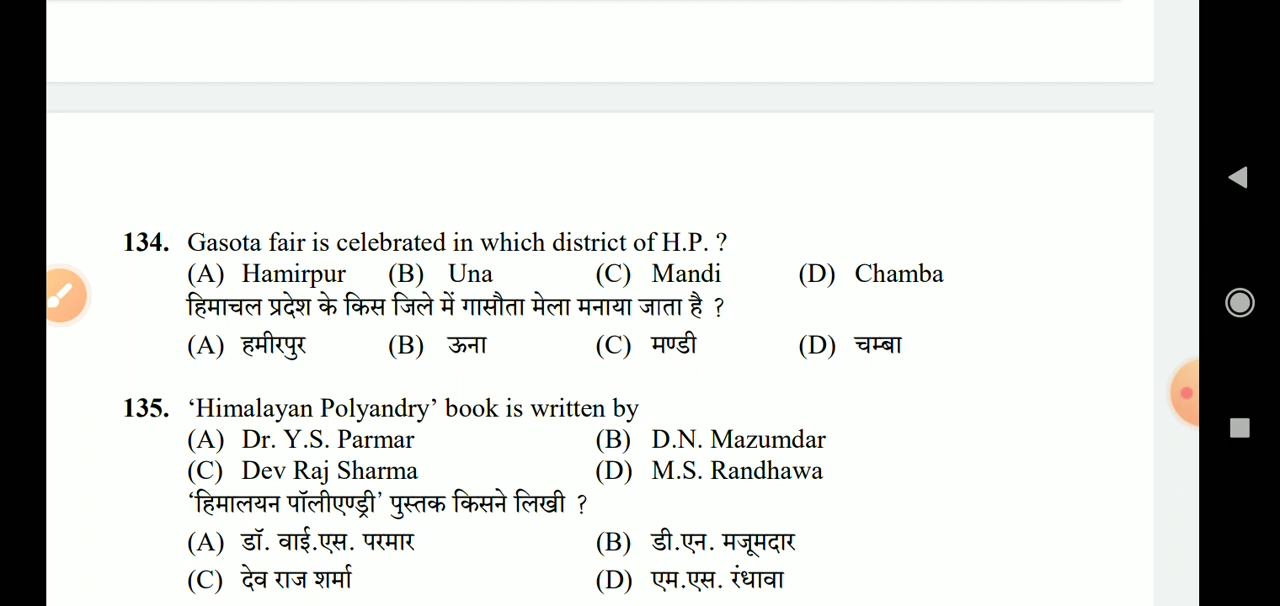 134. Gasota fair is celebrated in which district of H.P. ?
(A) Hamirpur (B) Una (C) Mandi (D) Chamba
हिमाचल प्रदेश के किस जिले में गासौता मेला मनाया जाता है ?
(A) हमीरपुर (B) ऊना (C) मण्डी (D) चम्बा
135. ‘Himalayan Polyandry’ book is written by
(A) Dr. Y.S. Parmar (B) D.N. Mazumdar
(C) Dev Raj Sharma (D) M.S. Randhawa
‘हिमालयन पॉलीएण्ड्री’ पुस्तक किसने लिखी ?
(A) डॉ. वाई.एस. परमार (B) डी.एन. मजूमदार
(C) देव राज शर्मा (D) एम.एस. रंधावा